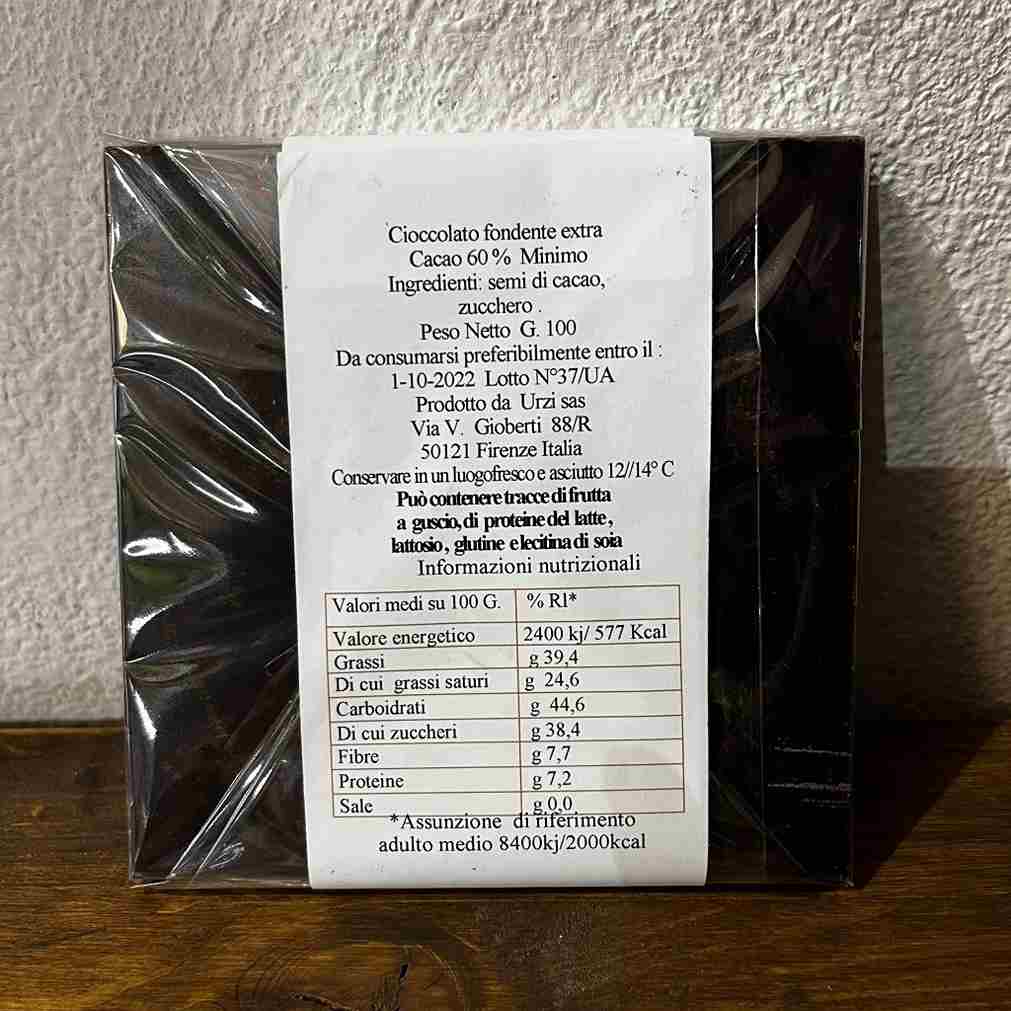 Cioccolato fondente extra
Cacao 60 % Minimo
Ingredienti: semi di cacao,
zucchero .
Peso Netto G. 100
Da consumarsi preferibilmente entro il :
1-10-2022 Lotto N°37/UA
Prodotto da Urzi sas
Via V. Gioberti 88/R
50121 Firenze Italia
Conservare in un luogofresco e asciutto 12//14° C
Può contenere tracce di frutta
a guscio, di proteine del latte,
lattosio, glutine e lecitina di soia
Informazioni nutrizionali
Valori medi su 100 G. % RI*
Valore energetico 2400 kj/ 577 Kcal
Grassi g 39,4
Di cui grassi saturi g 24,6
Carboidrati g 44,6
Di cui zuccheri g 38,4
Fibre g 7,7
Proteine g 7,2
Sale g 0,0
*Assunzione di riferimento
adulto medio 8400kj/2000kcal